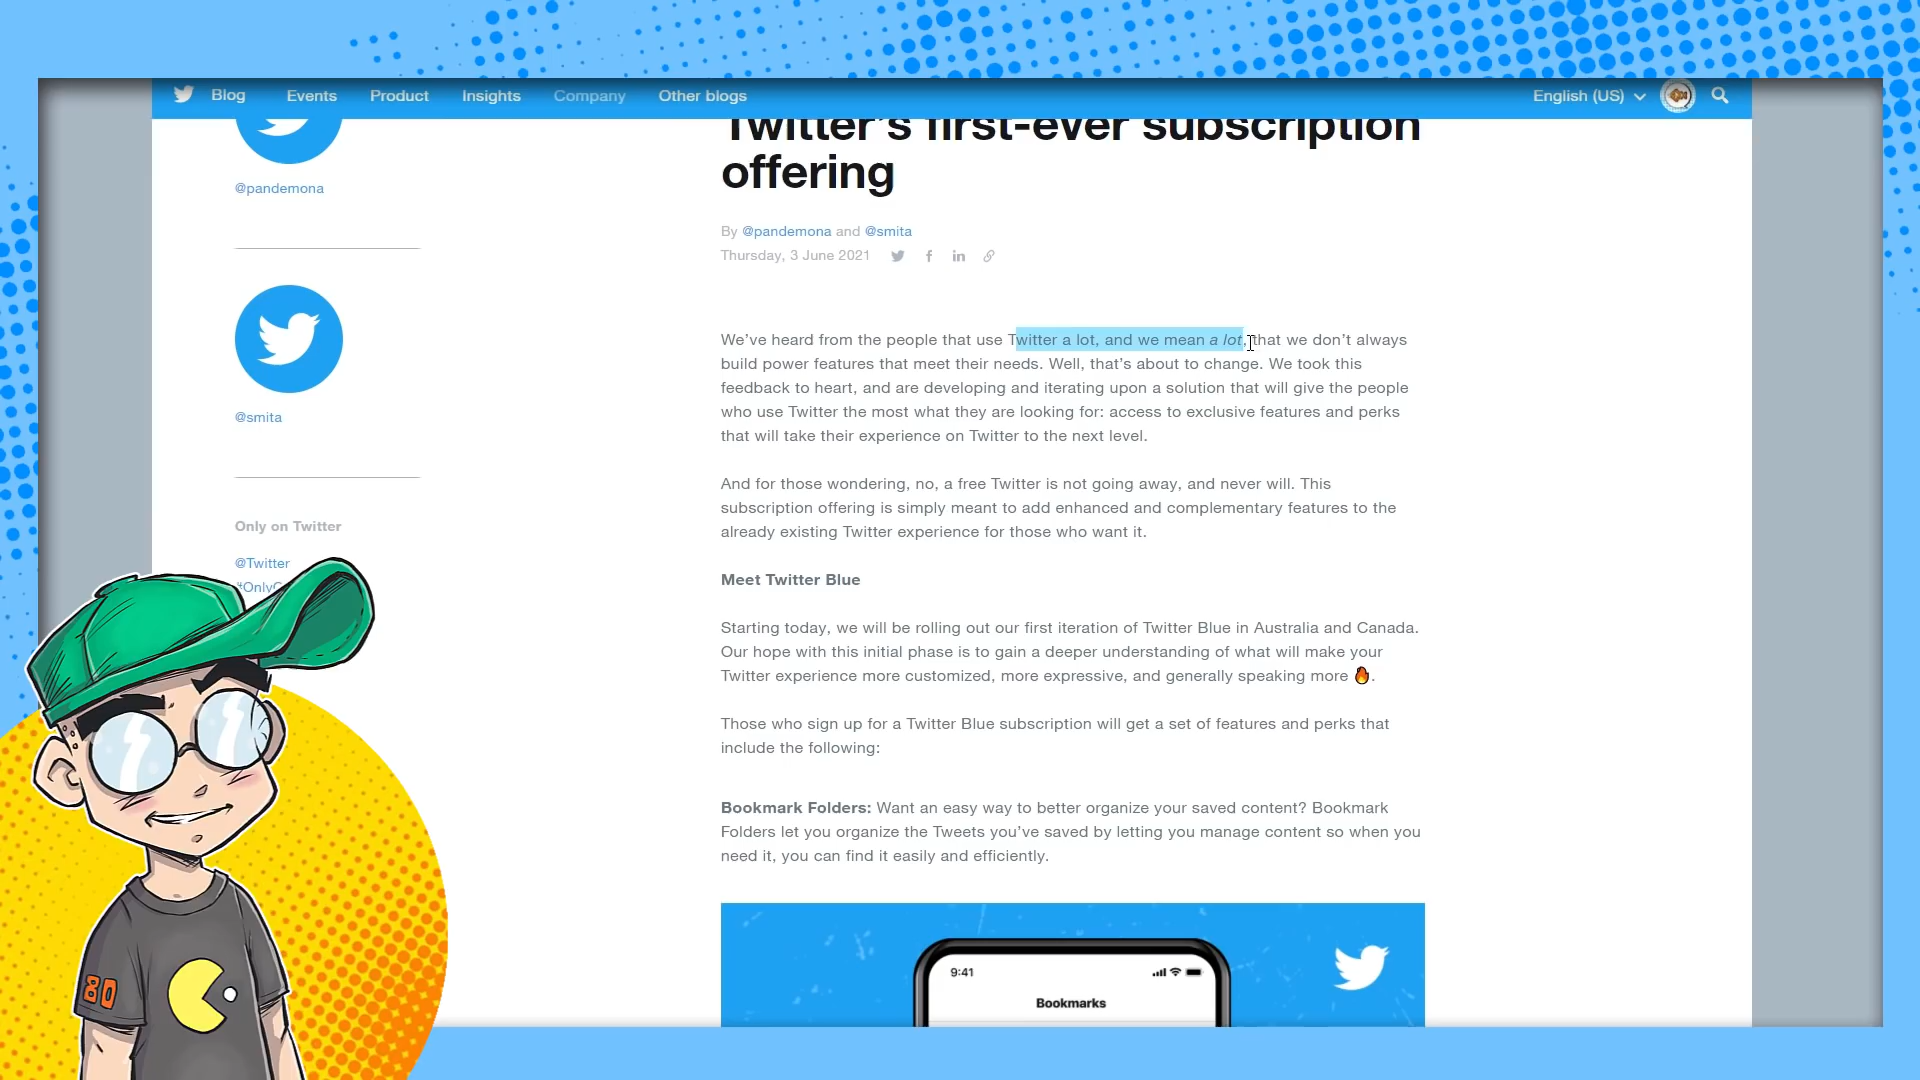 Blog Events Product Insights Company Other blogs English (US)
Twitter's first-ever subscription
offering
@pandemona
By @pandemona and @smita
Thursday, 3 June 2021
@smita
We've heard from the people that use Twitter a lot, and we mean a lot, that we don't always
build power features that meet their needs. Well, that's about to change. We took this
feedback to heart, and are developing and iterating upon a solution that will give the people
who use Twitter the most what they are looking for: access to exclusive features and perks
that will take their experience on Twitter to the next level.
And for those wondering, no, a free Twitter is not going away, and never will. This
subscription offering is simply meant to add enhanced and complementary features to the
already existing Twitter experience for those who want it.
Only on Twitter
@Twitter
Meet Twitter Blue
Starting today, we will be rolling out our first iteration of Twitter Blue in Australia and Canada.
Our hope with this initial phase is to gain a deeper understanding of what will make your
Twitter experience more customized, more expressive, and generally speaking more 🔥.
Those who sign up for a Twitter Blue subscription will get a set of features and perks that
include the following:
Bookmark Folders: Want an easy way to better organize your saved content? Bookmark
Folders let you organize the Tweets you've saved by letting you manage content so when you
need it, you can find it easily and efficiently.
9:41
Bookmarks
80